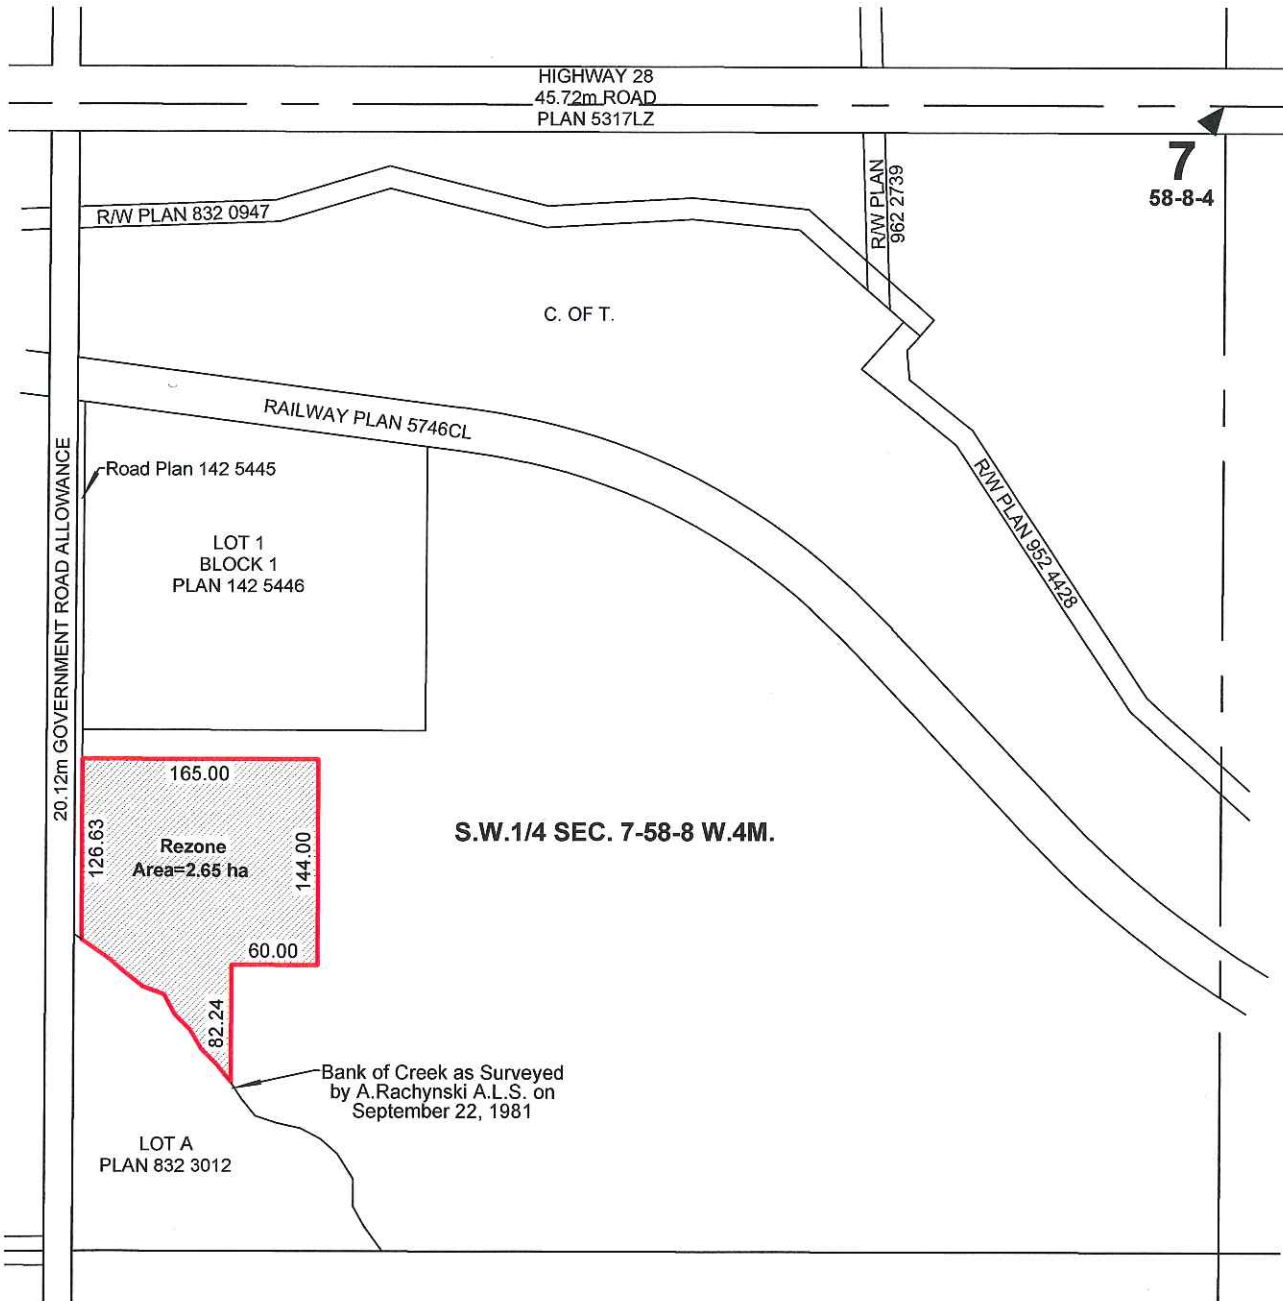 HIGHWAY 28
45.72m ROAD
PLAN 5317LZ
7
58-8-4
R/W PLAN 832 0947
R/W PLAN
962 2739
C. OF T.
RAILWAY PLAN 5746CL
Road Plan 142 5445
20.12m GOVERNMENT ROAD ALLOWANCE
LOT 1
BLOCK 1
PLAN 142 5446
R/W PLAN 952 4428
165.00
126.63
Rezone
Area=2.65 ha
144.00
S.W.1/4 SEC. 7-58-8 W.4M.
60.00
82.24
Bank of Creek as Surveyed
by A.Rachynski A.L.S. on
September 22, 1981
LOT A
PLAN 832 3012